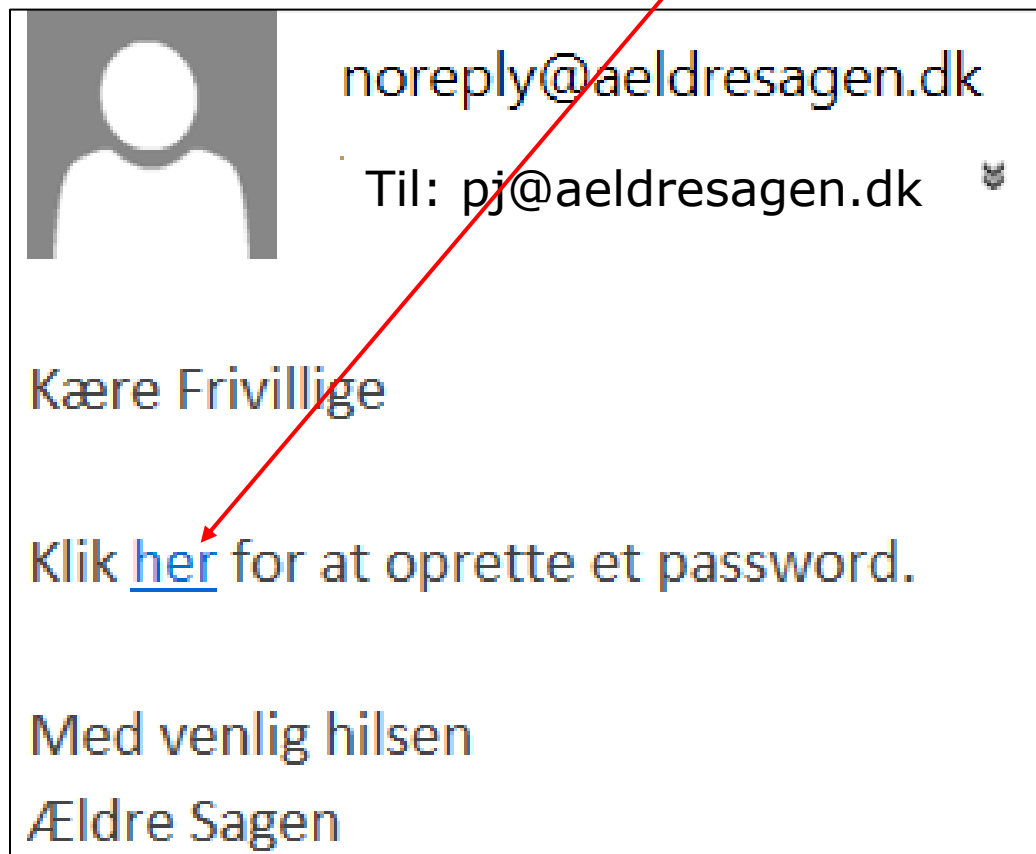 noreply@aeldresagen.dk
Til: pj@aeldresagen.dk
Kære Frivillige
Klik her for at oprette et password.
Med venlig hilsen
Ældre Sagen